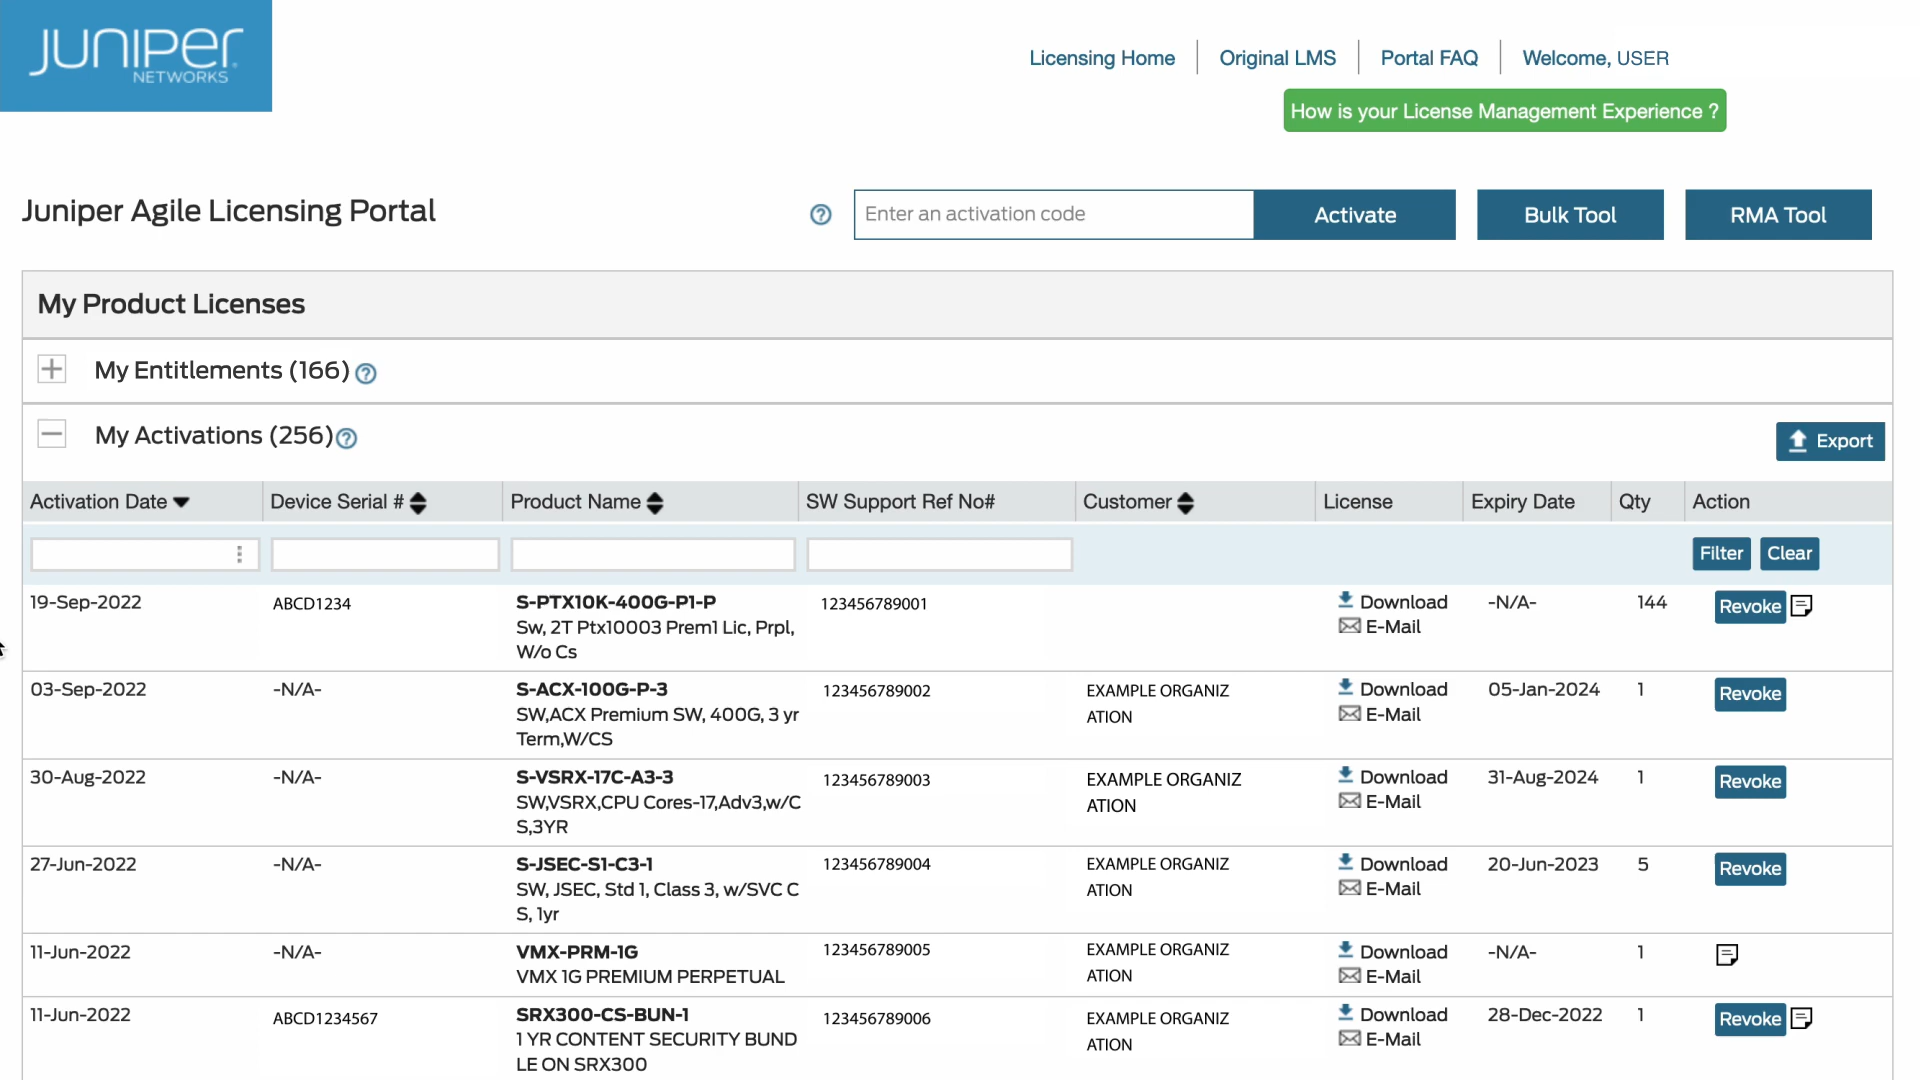 JUNIPER
NETWORKS
Licensing Home
Original LMS
Portal FAQ
Welcome, USER
How is your License Management Experience ?
Juniper Agile Licensing Portal
Enter an activation code
Activate
Bulk Tool
RMA Tool
My Product Licenses
My Entitlements (166)
My Activations (256)
Export
Activation Date
Device Serial #
Product Name
SW Support Ref No#
Customer
License
Expiry Date
Qty
Action
Filter
Clear
19-Sep-2022
ABCD1234
S-PTX10K-400G-P1-P
Sw, 2T Ptx10003 Prem1 Lic, Prpl,
W/o Cs
123456789001
Download
E-Mail
-N/A-
144
Revoke
03-Sep-2022
-N/A-
S-ACX-100G-P-3
SW,ACX Premium SW, 400G, 3 yr
Term,W/CS
123456789002
EXAMPLE ORGANIZ
ATION
Download
E-Mail
05-Jan-2024
1
Revoke
30-Aug-2022
-N/A-
S-VSRX-17C-A3-3
SW,VSRX,CPU Cores-17,Adv3,w/C
S,3YR
123456789003
EXAMPLE ORGANIZ
ATION
Download
E-Mail
31-Aug-2024
1
Revoke
27-Jun-2022
-N/A-
S-JSEC-S1-C3-1
SW, JSEC, Std 1, Class 3, w/SVC C
S, 1yr
123456789004
EXAMPLE ORGANIZ
ATION
Download
E-Mail
20-Jun-2023
5
Revoke
11-Jun-2022
-N/A-
VMX-PRM-1G
VMX 1G PREMIUM PERPETUAL
123456789005
EXAMPLE ORGANIZ
ATION
Download
E-Mail
-N/A-
1
11-Jun-2022
ABCD1234567
SRX300-CS-BUN-1
1 YR CONTENT SECURITY BUND
LE ON SRX300
123456789006
EXAMPLE ORGANIZ
ATION
Download
E-Mail
28-Dec-2022
1
Revoke